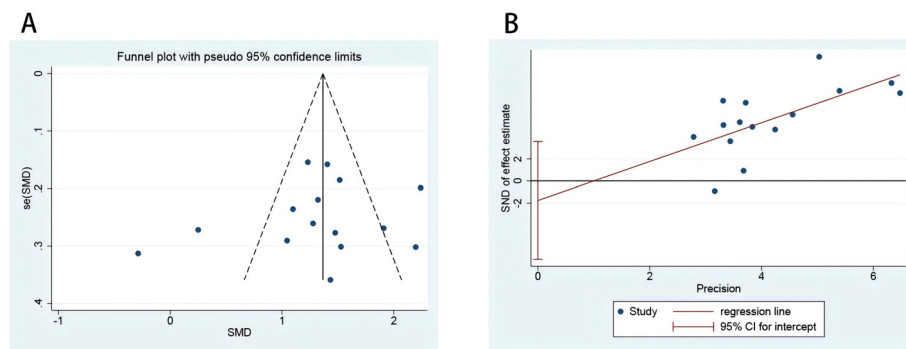 A
Funnel plot with pseudo 95% confidence limits
se(SMD)
0
.1
.2
.3
.4
-1
0
1
2
SMD
B
SND of effect estimate
2
0
-2
0
2
4
6
Precision
Study
regression line
95% CI for intercept